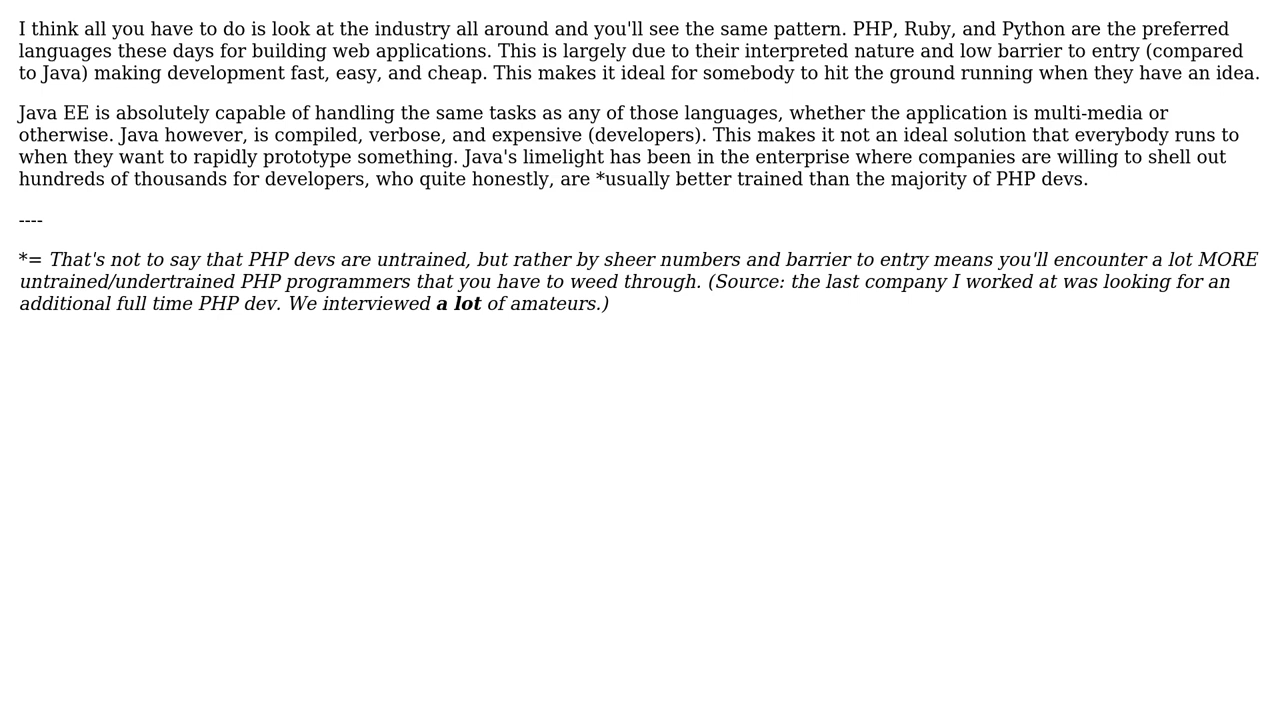 I think all you have to do is look at the industry all around and you'll see the same pattern. PHP, Ruby, and Python are the preferred
languages these days for building web applications. This is largely due to their interpreted nature and low barrier to entry (compared
to Java) making development fast, easy, and cheap. This makes it ideal for somebody to hit the ground running when they have an idea.
Java EE is absolutely capable of handling the same tasks as any of those languages, whether the application is multi-media or
otherwise. Java however, is compiled, verbose, and expensive (developers). This makes it not an ideal solution that everybody runs to
when they want to rapidly prototype something. Java's limelight has been in the enterprise where companies are willing to shell out
hundreds of thousands for developers, who quite honestly, are *usually better trained than the majority of PHP devs.
----
*= That's not to say that PHP devs are untrained, but rather by sheer numbers and barrier to entry means you'll encounter a lot MORE
untrained/undertrained PHP programmers that you have to weed through. (Source: the last company I worked at was looking for an
additional full time PHP dev. We interviewed a lot of amateurs.)